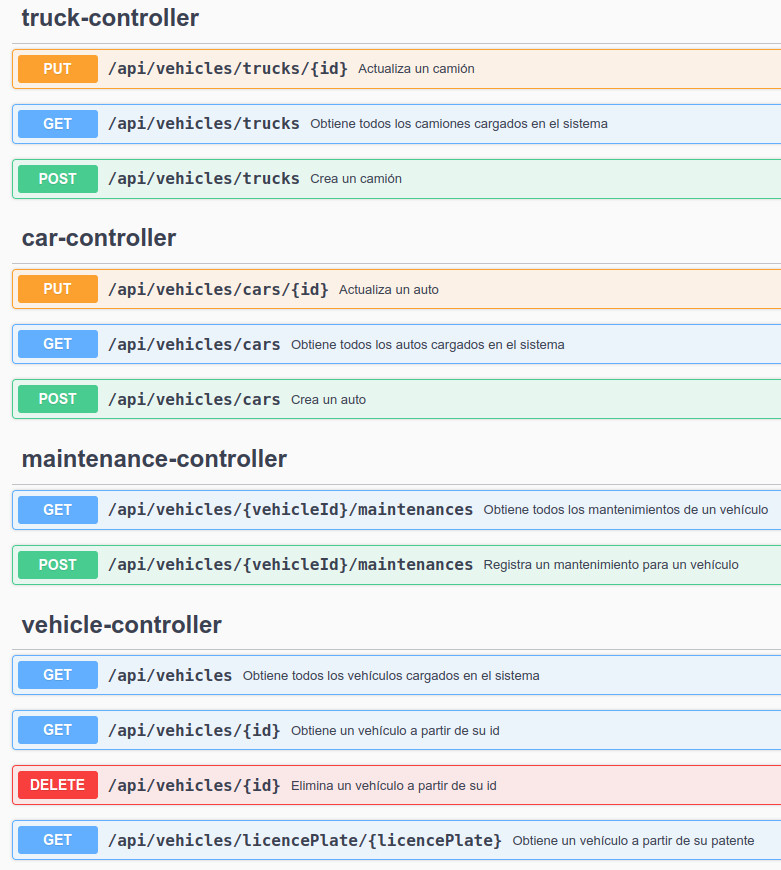 truck-controller
PUT /api/vehicles/trucks/{id} Actualiza un camión
GET /api/vehicles/trucks Obtiene todos los camiones cargados en el sistema
POST /api/vehicles/trucks Crea un camión
car-controller
PUT /api/vehicles/cars/{id} Actualiza un auto
GET /api/vehicles/cars Obtiene todos los autos cargados en el sistema
POST /api/vehicles/cars Crea un auto
maintenance-controller
GET /api/vehicles/{vehicleId}/maintenances Obtiene todos los mantenimientos de un vehículo
POST /api/vehicles/{vehicleId}/maintenances Registra un mantenimiento para un vehículo
vehicle-controller
GET /api/vehicles Obtiene todos los vehículos cargados en el sistema
GET /api/vehicles/{id} Obtiene un vehículo a partir de su id
DELETE /api/vehicles/{id} Elimina un vehículo a partir de su id
GET /api/vehicles/licencePlate/{licencePlate} Obtiene un vehículo a partir de su patente